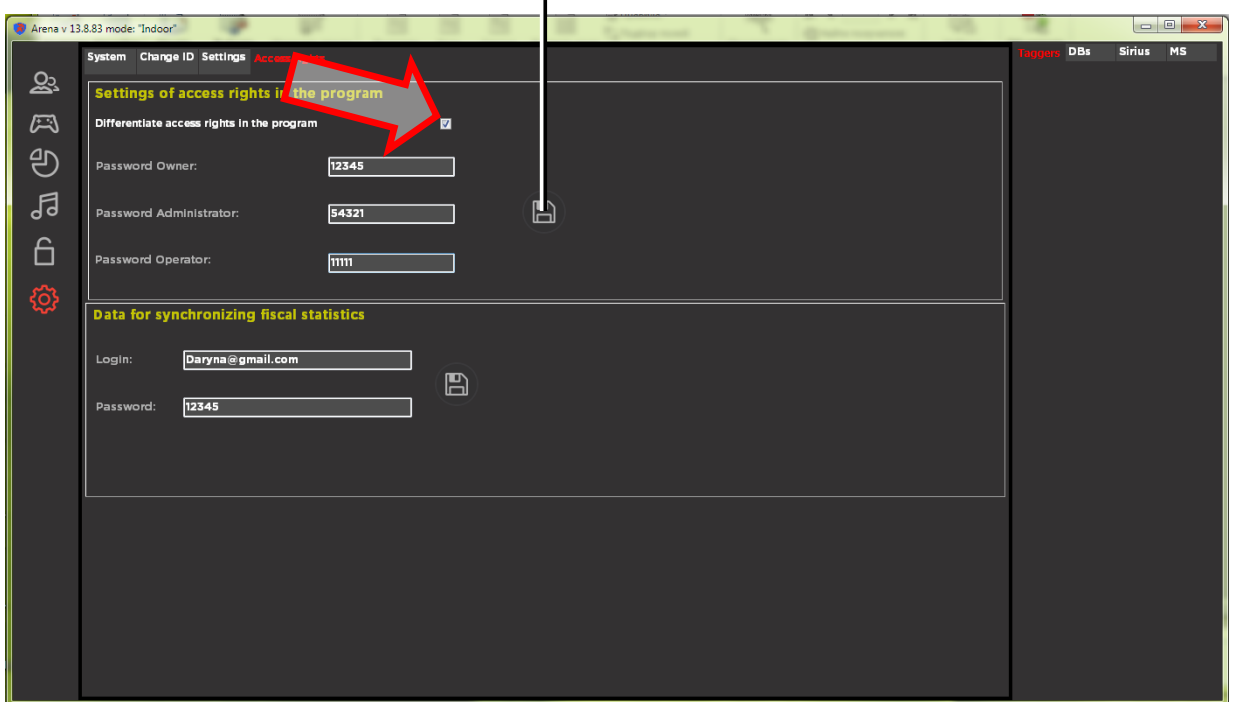 Arena v 13.8.83 mode: "Indoor"
System Change ID Settings Access rights
Taggers DBs Sirius MS
Settings of access rights in the program
Differentiate access rights in the program
Password Owner: 12345
Password Administrator: 54321
Password Operator: 11111
Data for synchronizing fiscal statistics
Login: Daryna@gmail.com
Password: 12345